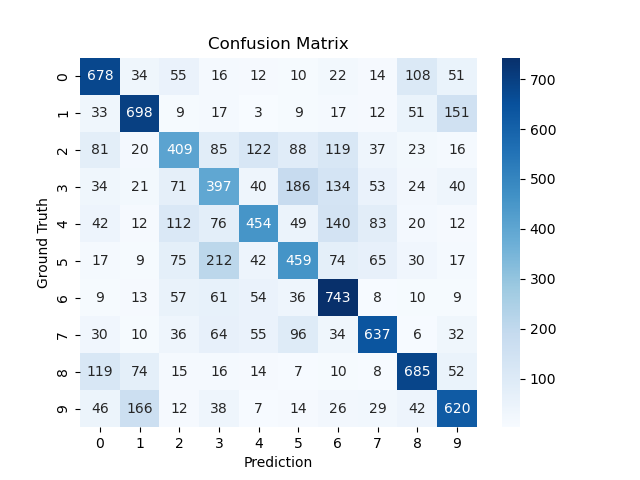 Confusion Matrix
0 678 34 55 16 12 10 22 14 108 51
1 33 698 9 17 3 9 17 12 51 151
2 81 20 409 85 122 88 119 37 23 16
3 34 21 71 397 40 186 134 53 24 40
4 42 12 112 76 454 49 140 83 20 12
5 17 9 75 212 42 459 74 65 30 17
6 9 13 57 61 54 36 743 8 10 9
7 30 10 36 64 55 96 34 637 6 32
8 119 74 15 16 14 7 10 8 685 52
9 46 166 12 38 7 14 26 29 42 620
0 1 2 3 4 5 6 7 8 9
Prediction
Ground Truth
700
600
500
400
300
200
100